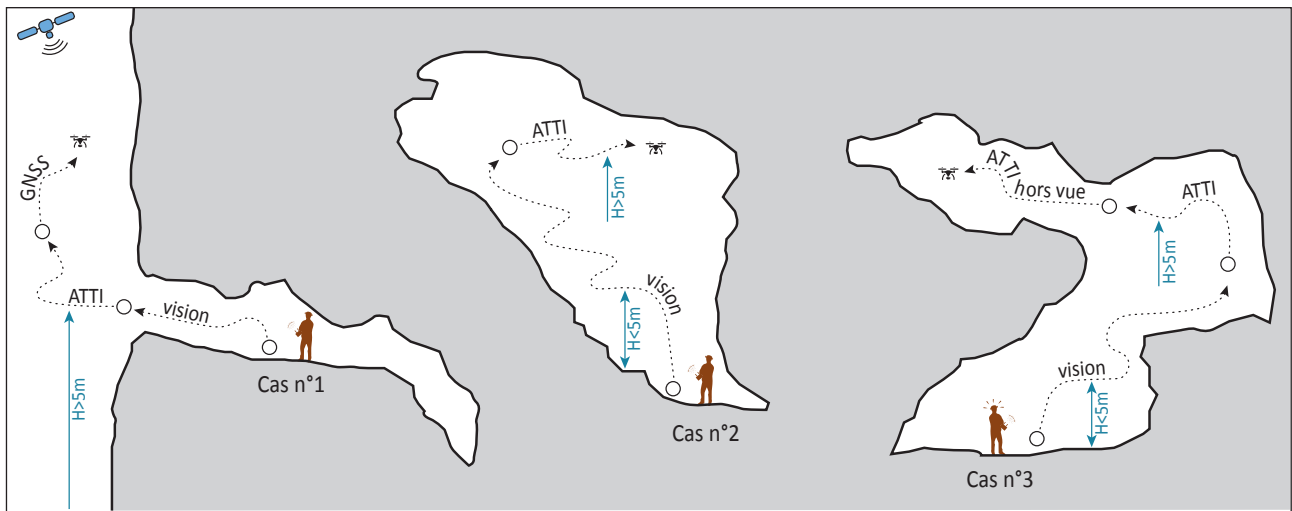 GNSS
ATTI
vision
H>5m
Cas n°1
ATTI
H>5m
vision
H<5m
Cas n°2
ATTI
hors vue
ATTI
H>5m
vision
H<5m
Cas n°3